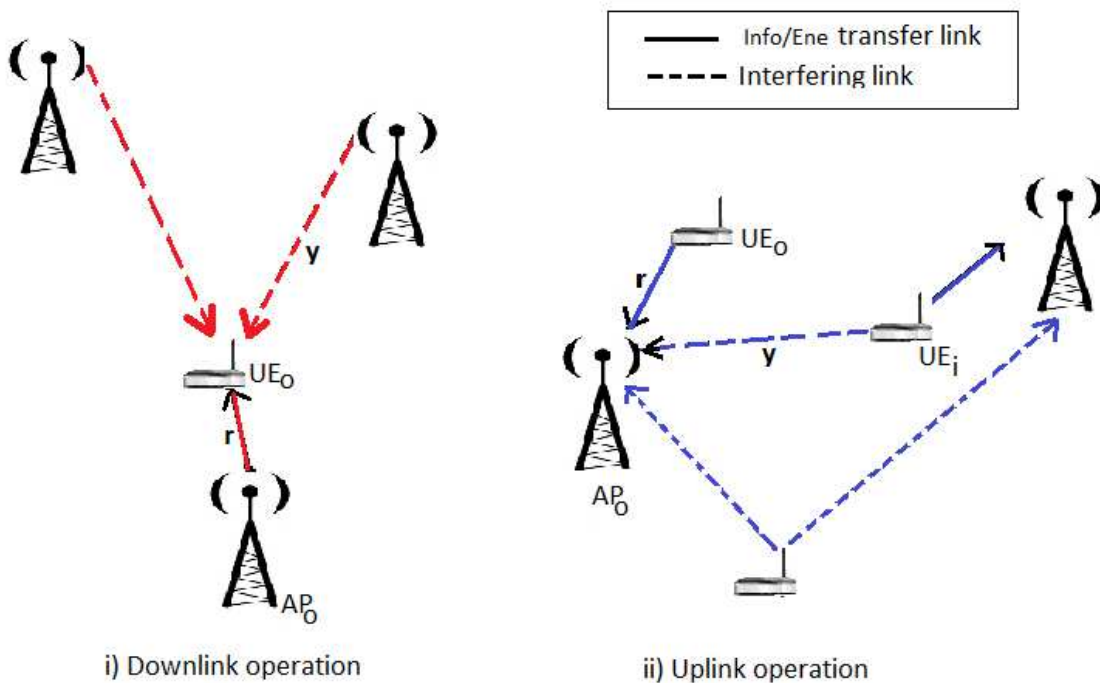 Info/Ene transfer link
Interfering link
y
UEo
r
APo
i) Downlink operation
UEo
r
y
UEi
APo
ii) Uplink operation